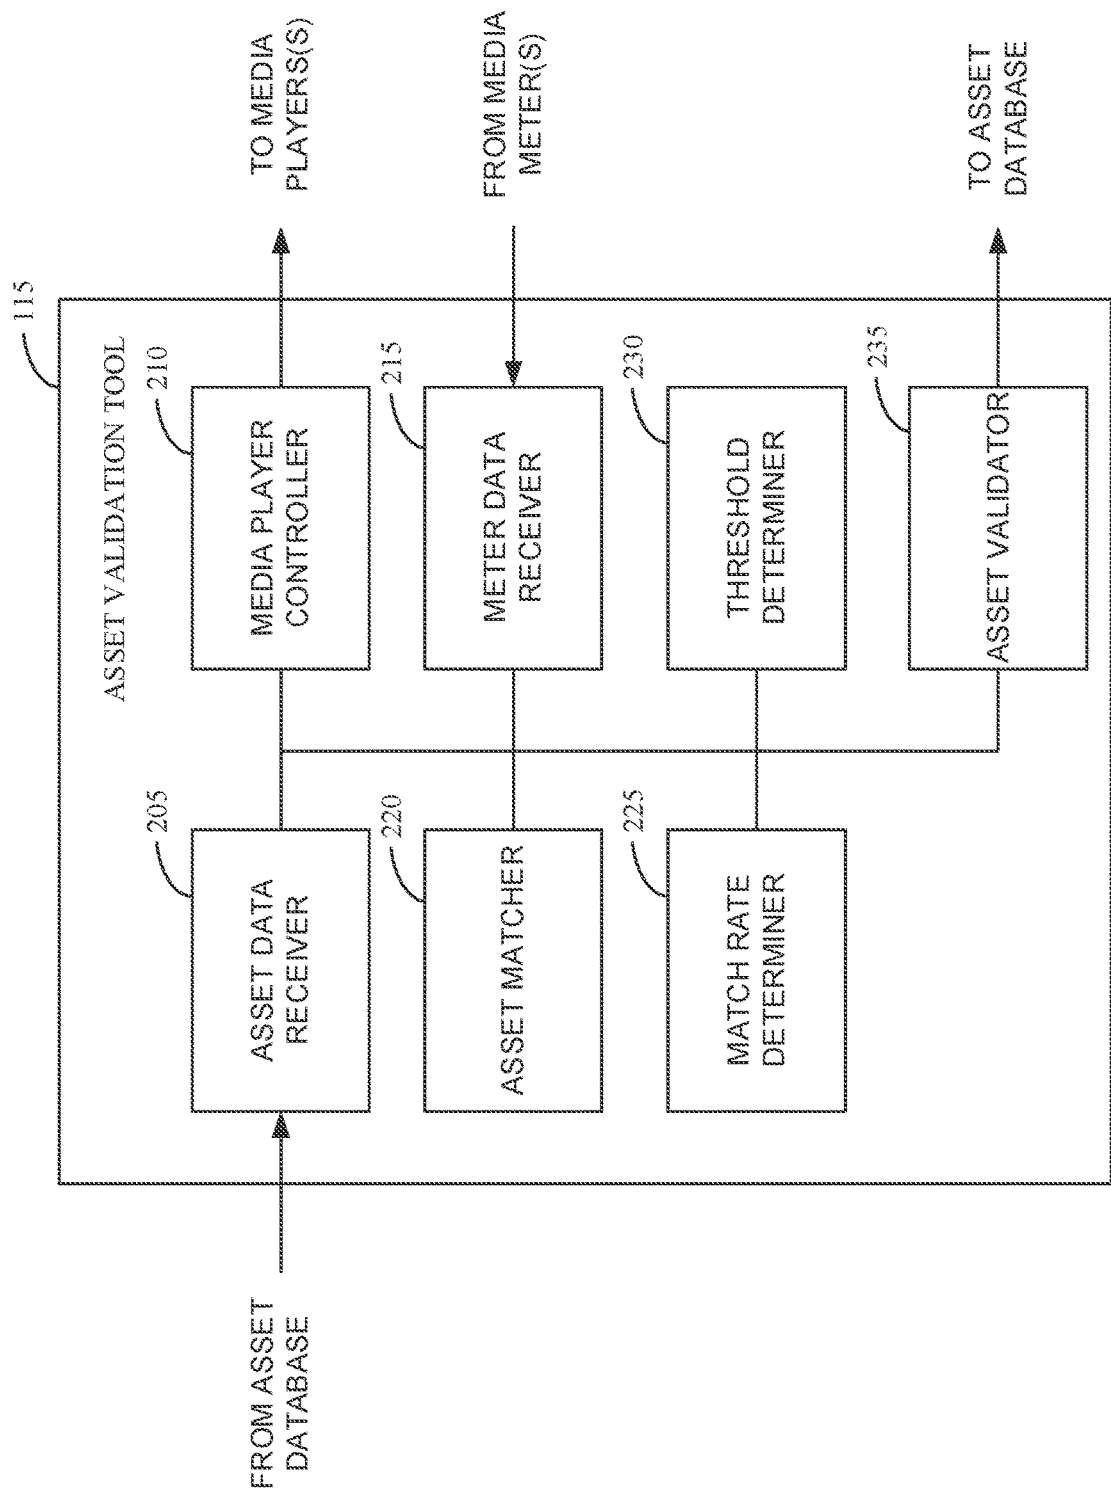 115
ASSET VALIDATION TOOL
FROM ASSET
DATABASE
205
ASSET DATA
RECEIVER
210
MEDIA PLAYER
CONTROLLER
TO MEDIA
PLAYERS(S)
220
ASSET MATCHER
215
METER DATA
RECEIVER
FROM MEDIA
METER(S)
225
MATCH RATE
DETERMINER
230
THRESHOLD
DETERMINER
235
ASSET VALIDATOR
TO ASSET
DATABASE